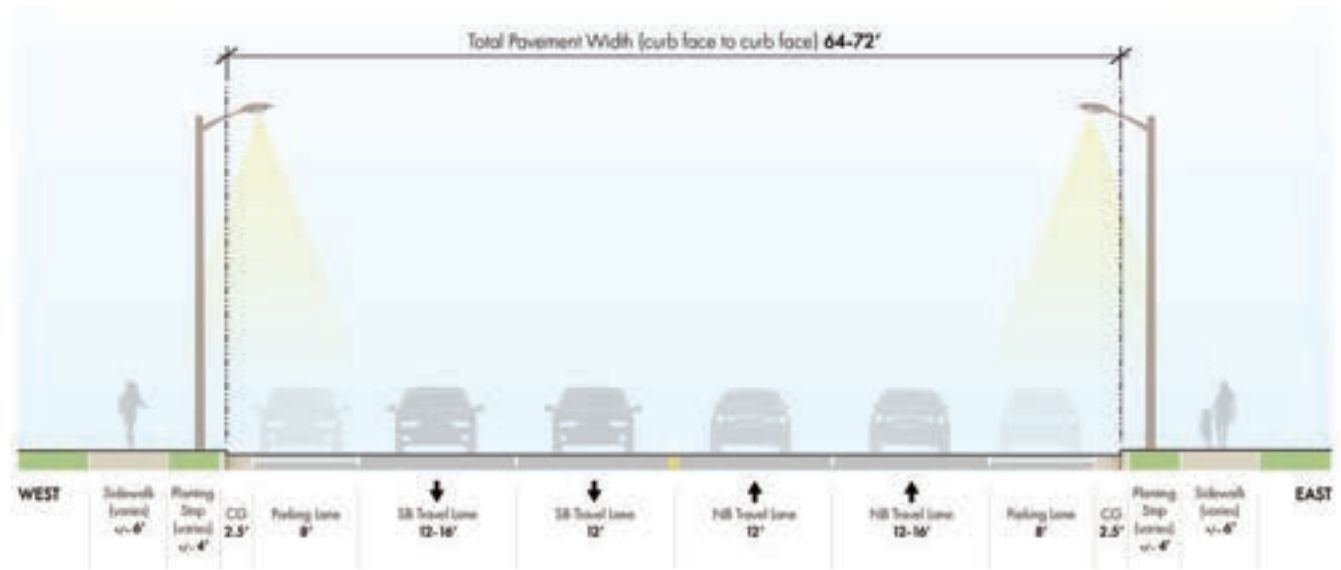 Total Pavement Width (curb face to curb face) 64-72'
WEST
Sidewalk
(varies)
+/- 6'
Planting
Strip
(varies)
+/- 4'
CG
2.5'
Parking Lane
8'
SB Travel Lane
12-16'
SB Travel Lane
12'
NB Travel Lane
12'
NB Travel Lane
12-16'
Parking Lane
8'
CG
2.5'
Planting
Strip
(varies)
+/- 4'
Sidewalk
(varies)
+/- 6'
EAST